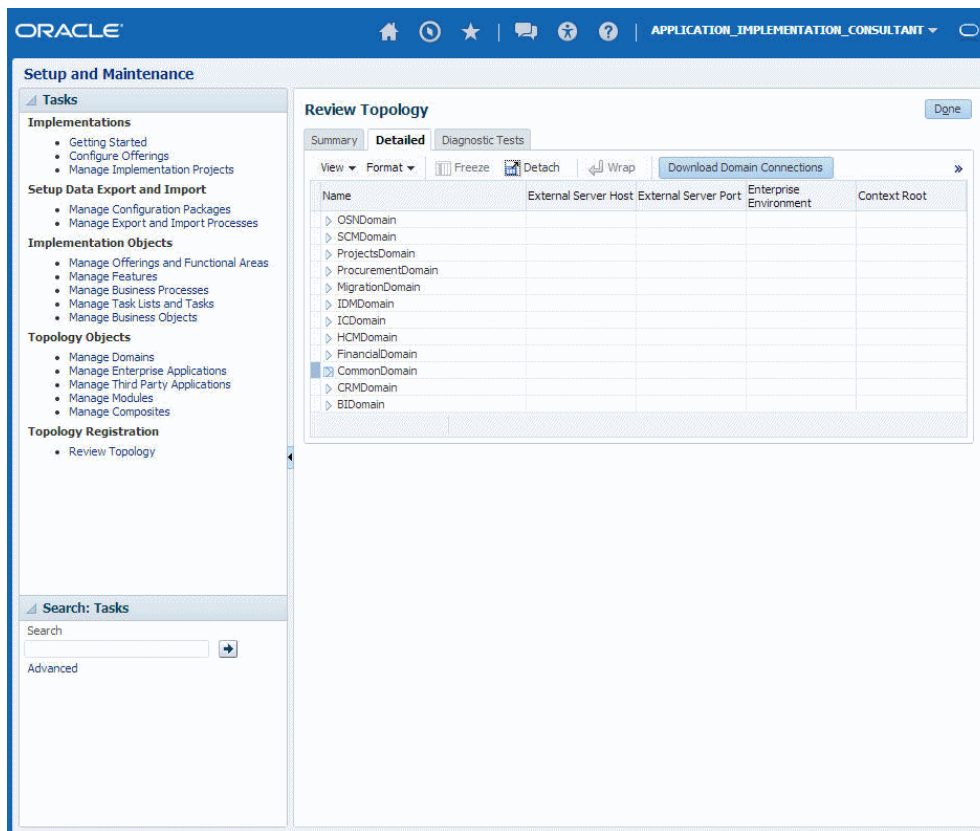 ORACLE
APPLICATION_IMPLEMENTATION_CONSULTANT
Setup and Maintenance
Tasks
Implementations
Getting Started
Configure Offerings
Manage Implementation Projects
Setup Data Export and Import
Manage Configuration Packages
Manage Export and Import Processes
Implementation Objects
Manage Offerings and Functional Areas
Manage Features
Manage Business Processes
Manage Task Lists and Tasks
Manage Business Objects
Topology Objects
Manage Domains
Manage Enterprise Applications
Manage Third Party Applications
Manage Modules
Manage Composites
Topology Registration
Review Topology
Search: Tasks
Search
Advanced
Review Topology
Done
Summary Detailed Diagnostic Tests
View Format Freeze Detach Wrap Download Domain Connections »
Name External Server Host External Server Port Enterprise Environment Context Root
OSNDomain
SCMDomain
ProjectsDomain
ProcurementDomain
MigrationDomain
IDMDomain
ICDomain
HCMDomain
FinancialDomain
CommonDomain
CRMDomain
BIDomain